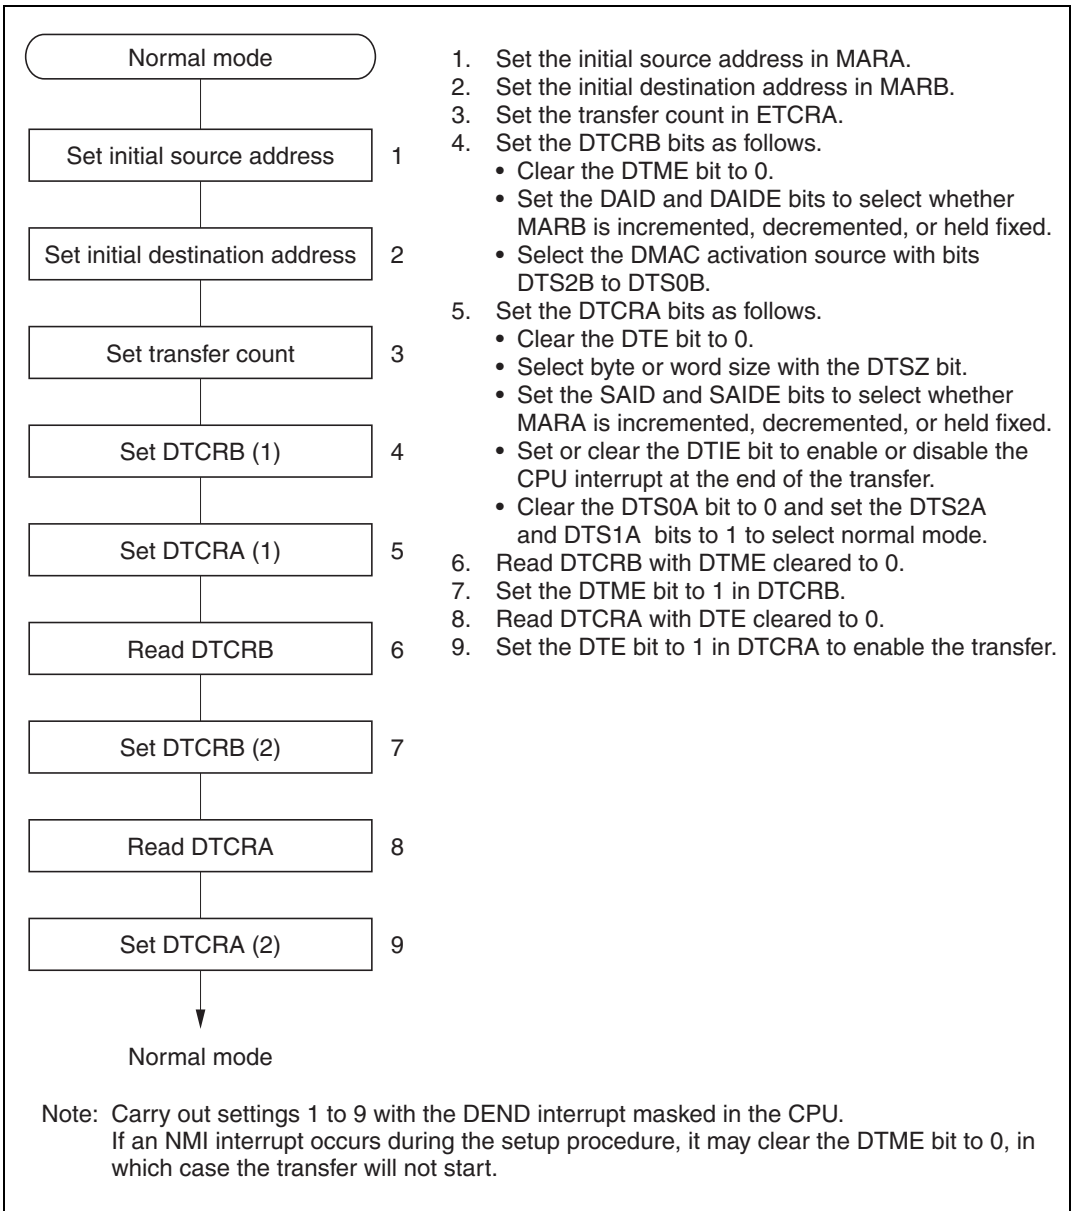 Normal mode
Set initial source address 1
Set initial destination address 2
Set transfer count 3
Set DTCRB (1) 4
Set DTCRA (1) 5
Read DTCRB 6
Set DTCRB (2) 7
Read DTCRA 8
Set DTCRA (2) 9
Normal mode
1. Set the initial source address in MARA.
2. Set the initial destination address in MARB.
3. Set the transfer count in ETCRA.
4. Set the DTCRB bits as follows.
• Clear the DTME bit to 0.
• Set the DAID and DAIDE bits to select whether
MARB is incremented, decremented, or held fixed.
• Select the DMAC activation source with bits
DTS2B to DTS0B.
5. Set the DTCRA bits as follows.
• Clear the DTE bit to 0.
• Select byte or word size with the DTSZ bit.
• Set the SAID and SAIDE bits to select whether
MARA is incremented, decremented, or held fixed.
• Set or clear the DTIE bit to enable or disable the
CPU interrupt at the end of the transfer.
• Clear the DTS0A bit to 0 and set the DTS2A
and DTS1A bits to 1 to select normal mode.
6. Read DTCRB with DTME cleared to 0.
7. Set the DTME bit to 1 in DTCRB.
8. Read DTCRA with DTE cleared to 0.
9. Set the DTE bit to 1 in DTCRA to enable the transfer.
Note: Carry out settings 1 to 9 with the DEND interrupt masked in the CPU.
If an NMI interrupt occurs during the setup procedure, it may clear the DTME bit to 0, in
which case the transfer will not start.